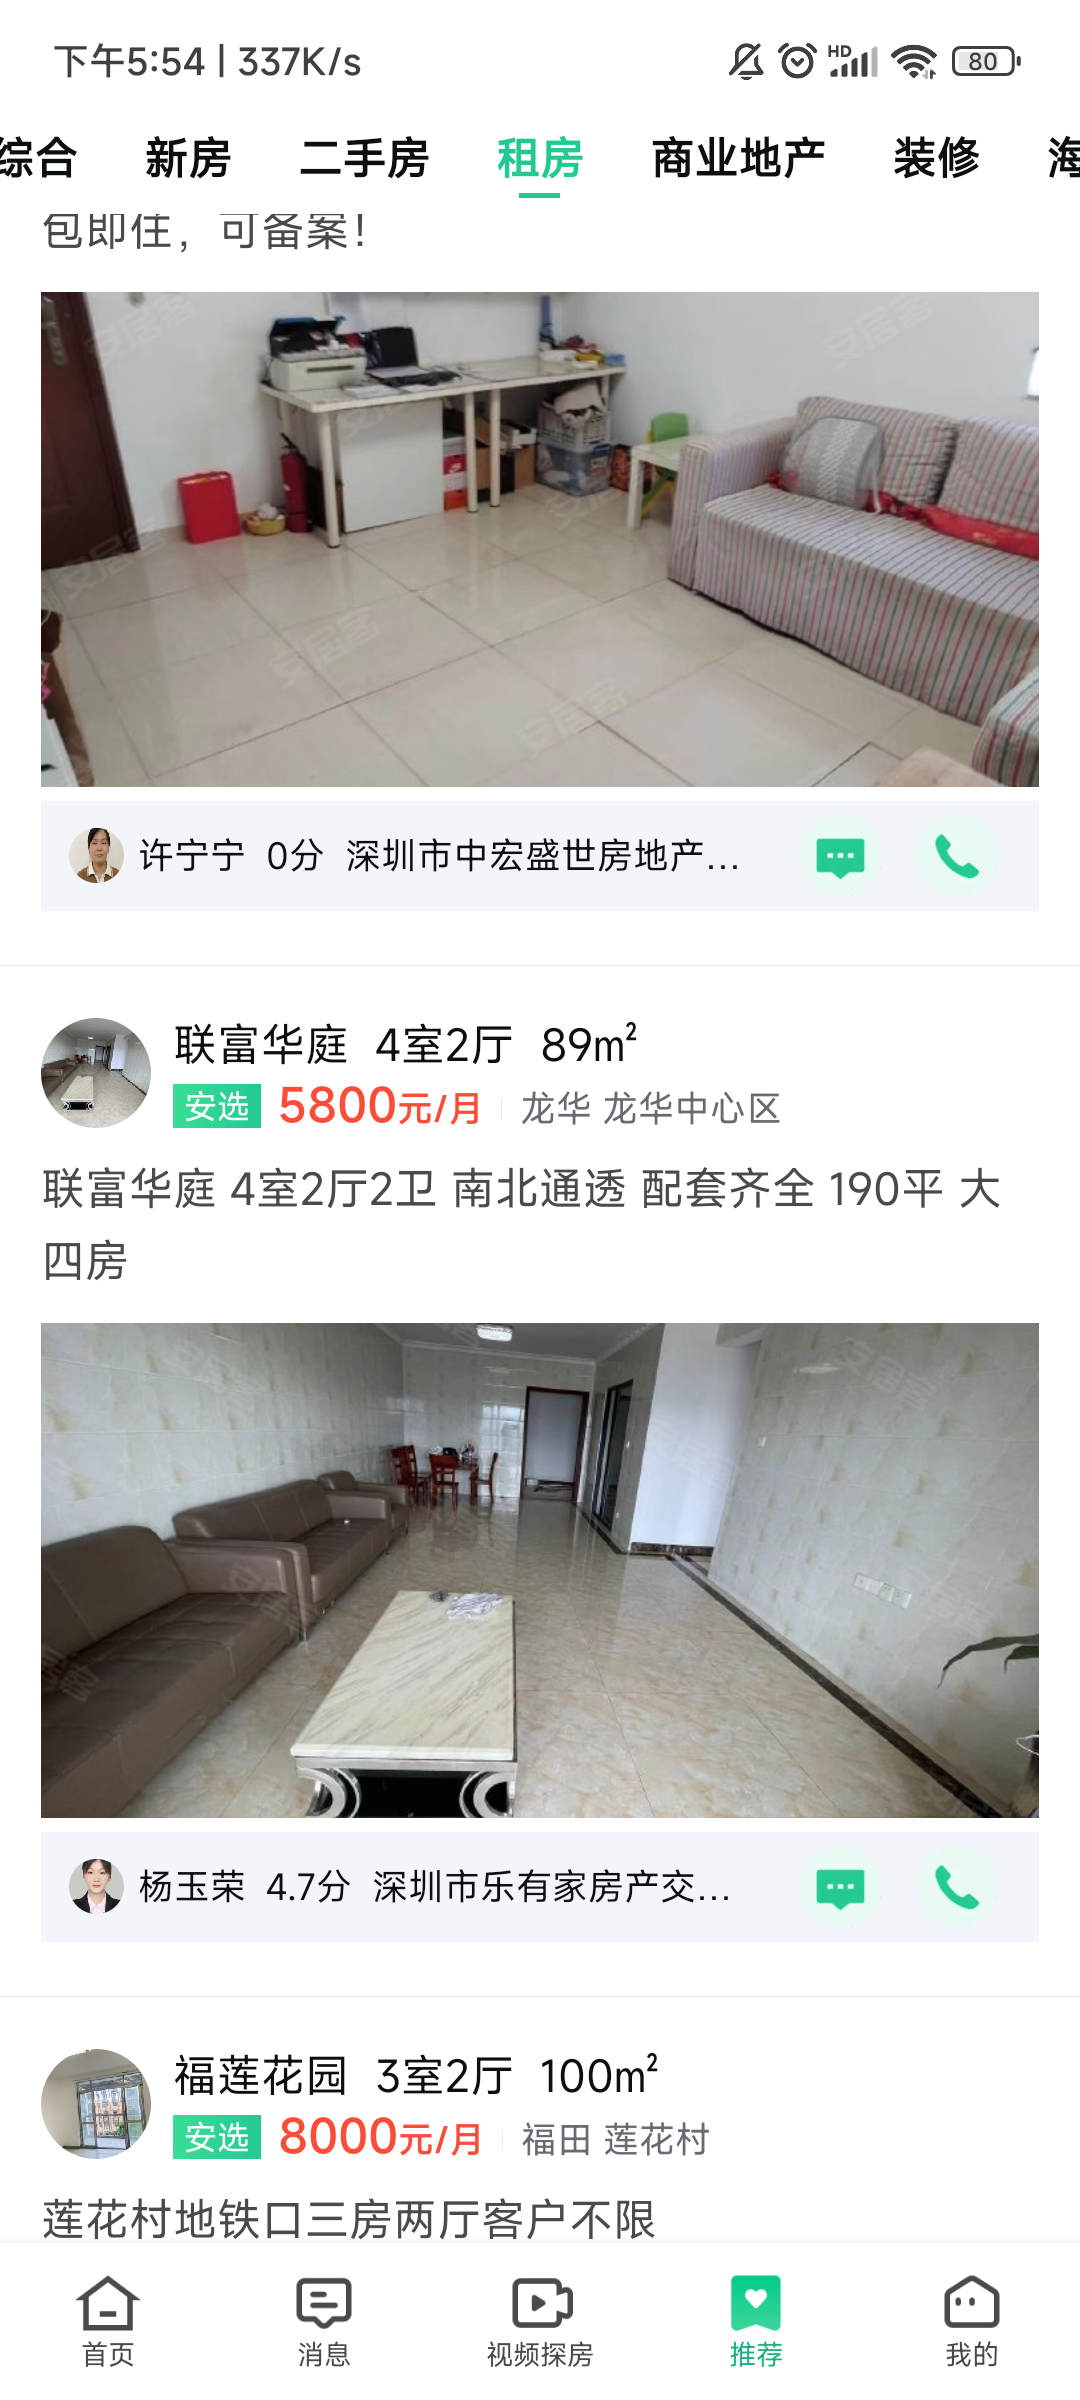 下午5:54 | 337K/s
HD
80
综合 新房 二手房 租房 商业地产 装修 海
包即住，可备案！
安居客
许宁宁 0分 深圳市中宏盛世房地产...
联富华庭 4室2厅 89m²
安选 5800元/月 龙华 龙华中心区
联富华庭 4室2厅2卫 南北通透 配套齐全 190平 大
四房
安居客
杨玉荣 4.7分 深圳市乐有家房产交...
福莲花园 3室2厅 100m²
安选 8000元/月 福田 莲花村
莲花村地铁口三房两厅客户不限
首页 消息 视频探房 推荐 我的